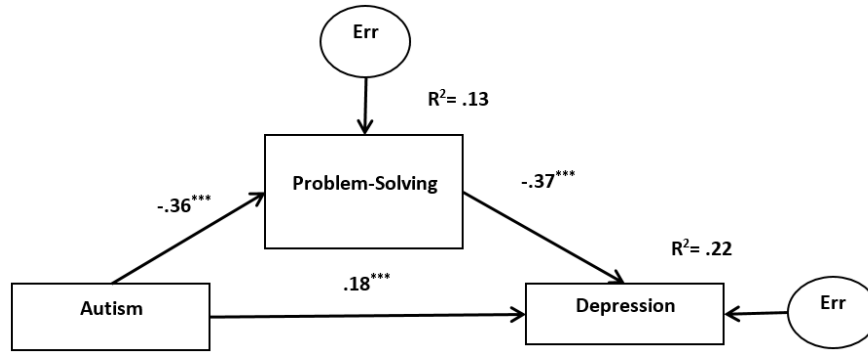 Err
R²= .13
Problem-Solving
-.36***
-.37***
R²= .22
.18***
Autism
Depression
Err